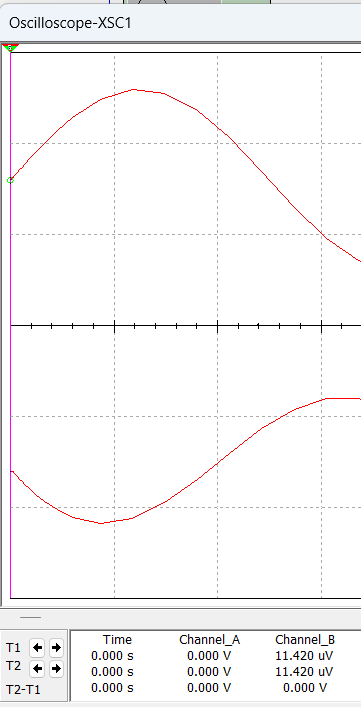 Oscilloscope-XSC1
Time Channel_A Channel_B
T1 0.000 s 0.000 V 11.420 uV
T2 0.000 s 0.000 V 11.420 uV
T2-T1 0.000 s 0.000 V 0.000 V